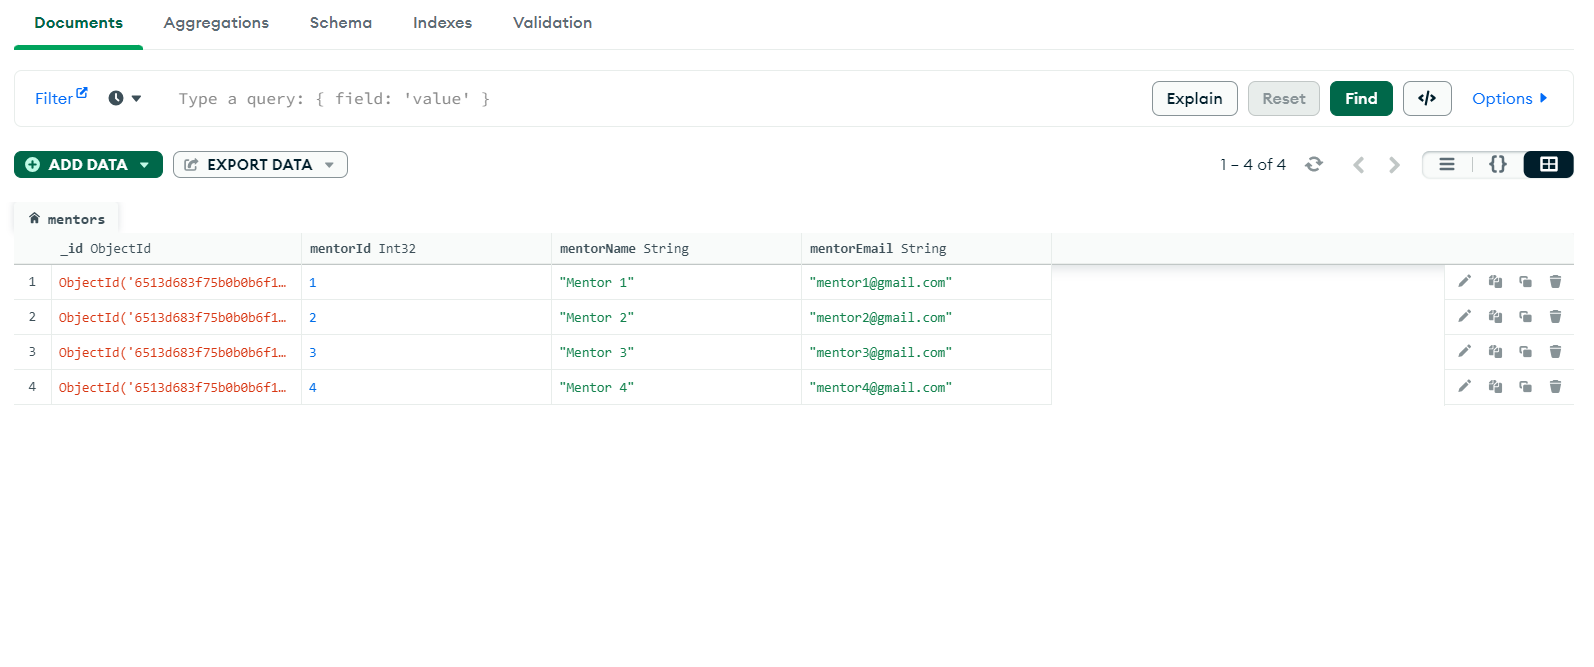 Documents Aggregations Schema Indexes Validation
Filter Type a query: { field: 'value' } Explain Reset Find </> Options
ADD DATA EXPORT DATA 1 – 4 of 4 {}
mentors
_id ObjectId mentorId Int32 mentorName String mentorEmail String
1 ObjectId('6513d683f75b0b0b6f1… 1 "Mentor 1" "mentor1@gmail.com"
2 ObjectId('6513d683f75b0b0b6f1… 2 "Mentor 2" "mentor2@gmail.com"
3 ObjectId('6513d683f75b0b0b6f1… 3 "Mentor 3" "mentor3@gmail.com"
4 ObjectId('6513d683f75b0b0b6f1… 4 "Mentor 4" "mentor4@gmail.com"